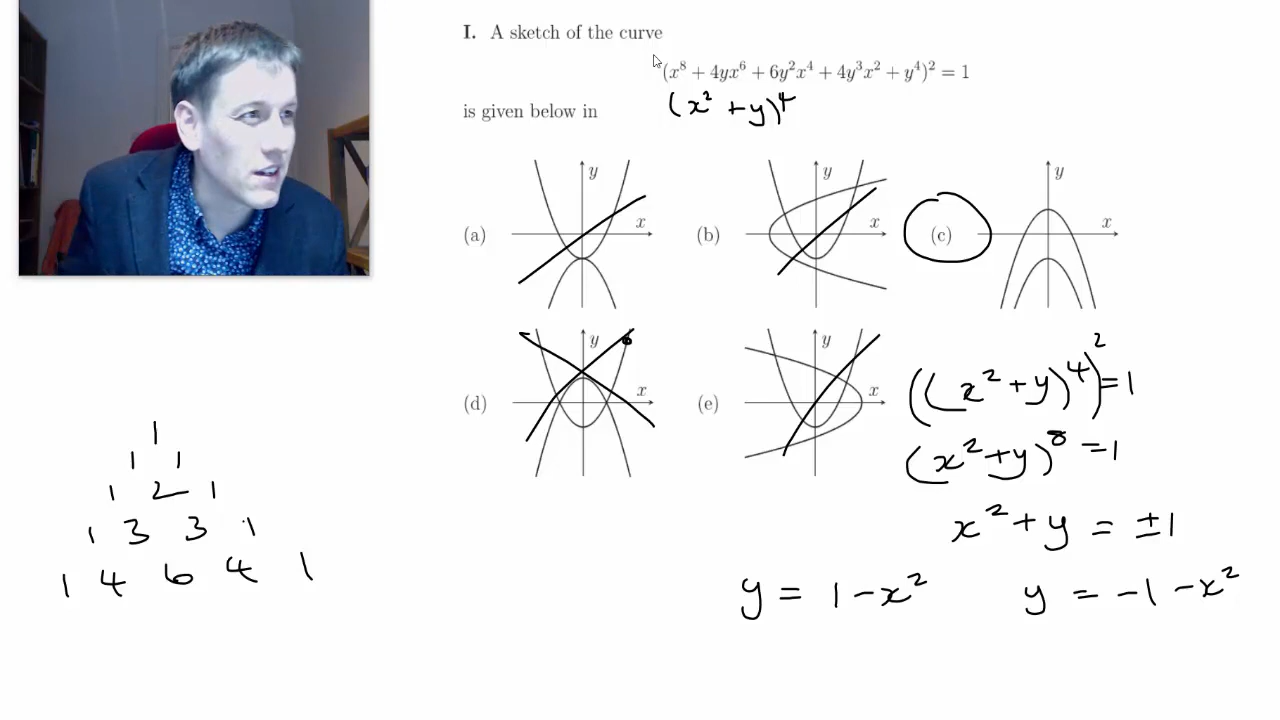 I. A sketch of the curve
(x⁸ + 4yx⁶ + 6y²x⁴ + 4y³x² + y⁴)² = 1
(x² + y)⁴
is given below in
y
x
(a)
y
x
(b)
y
x
(c)
y
x
(d)
y
x
(e)
((x² + y)⁴)² = 1
(x² + y)⁸ = 1
x² + y = ±1
y = 1 - x²
y = -1 - x²
1
1 1
1 2 1
1 3 3 1
1 4 6 4 1